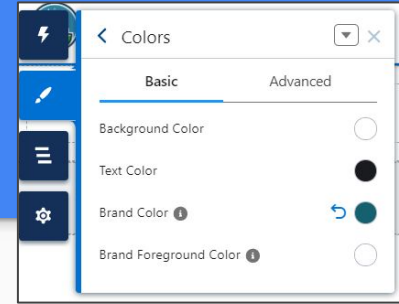 Colors
Basic Advanced
Background Color
Text Color
Brand Color
Brand Foreground Color